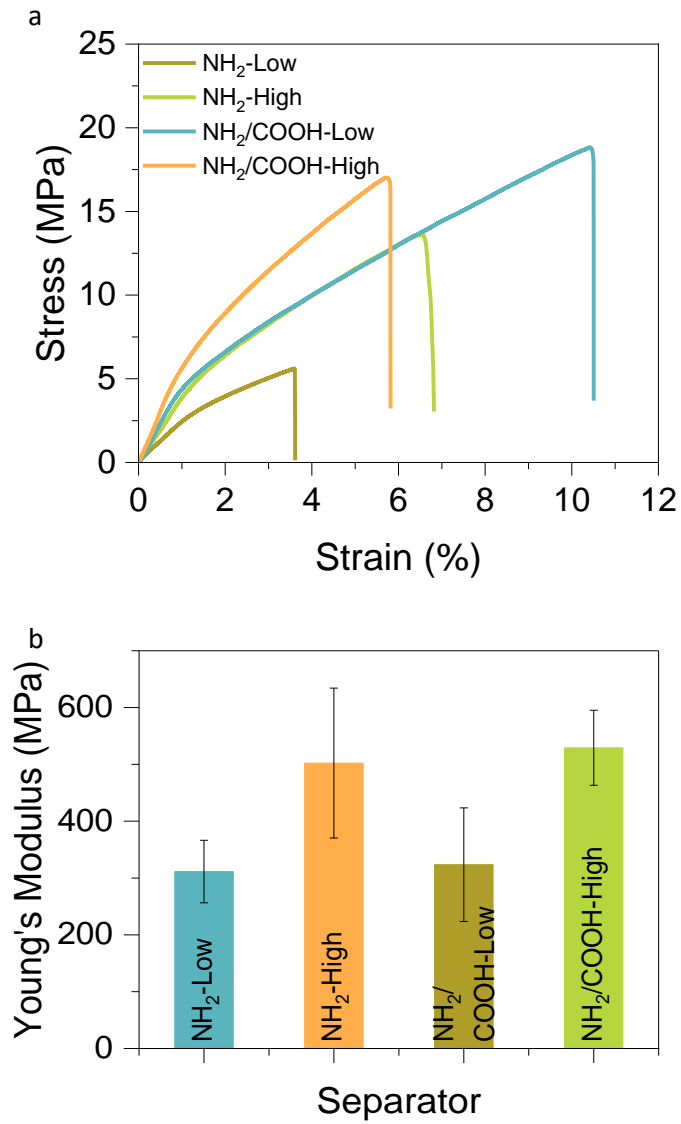 a
25
20
15
10
5
0
Stress (MPa)
NH₂-Low
NH₂-High
NH₂/COOH-Low
NH₂/COOH-High
0 2 4 6 8 10 12
Strain (%)
b
600
400
200
0
Young's Modulus (MPa)
NH₂-Low
NH₂-High
NH₂/
COOH-Low
NH₂/COOH-High
Separator